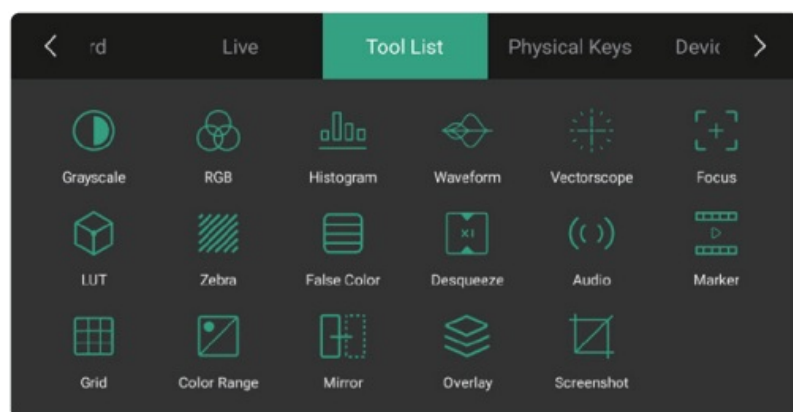 rd Live Tool List Physical Keys Devic
Grayscale RGB Histogram Waveform Vectorscope Focus
LUT Zebra False Color Desqueeze Audio Marker
Grid Color Range Mirror Overlay Screenshot